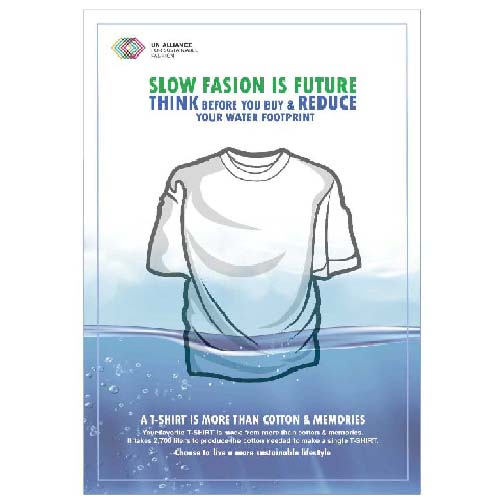 UN ALLIANCE
FOR SUSTAINABLE
FASHION
SLOW FASION IS FUTURE
THINK BEFORE YOU BUY & REDUCE
YOUR WATER FOOTPRINT
A T-SHIRT IS MORE THAN COTTON & MEMORIES
Your favorite T-SHIRT is made from more than cotton & memories.
It takes 2,700 liters to produce the cotton needed to make a single T-SHIRT.
Choose to live a more sustainable lifestyle